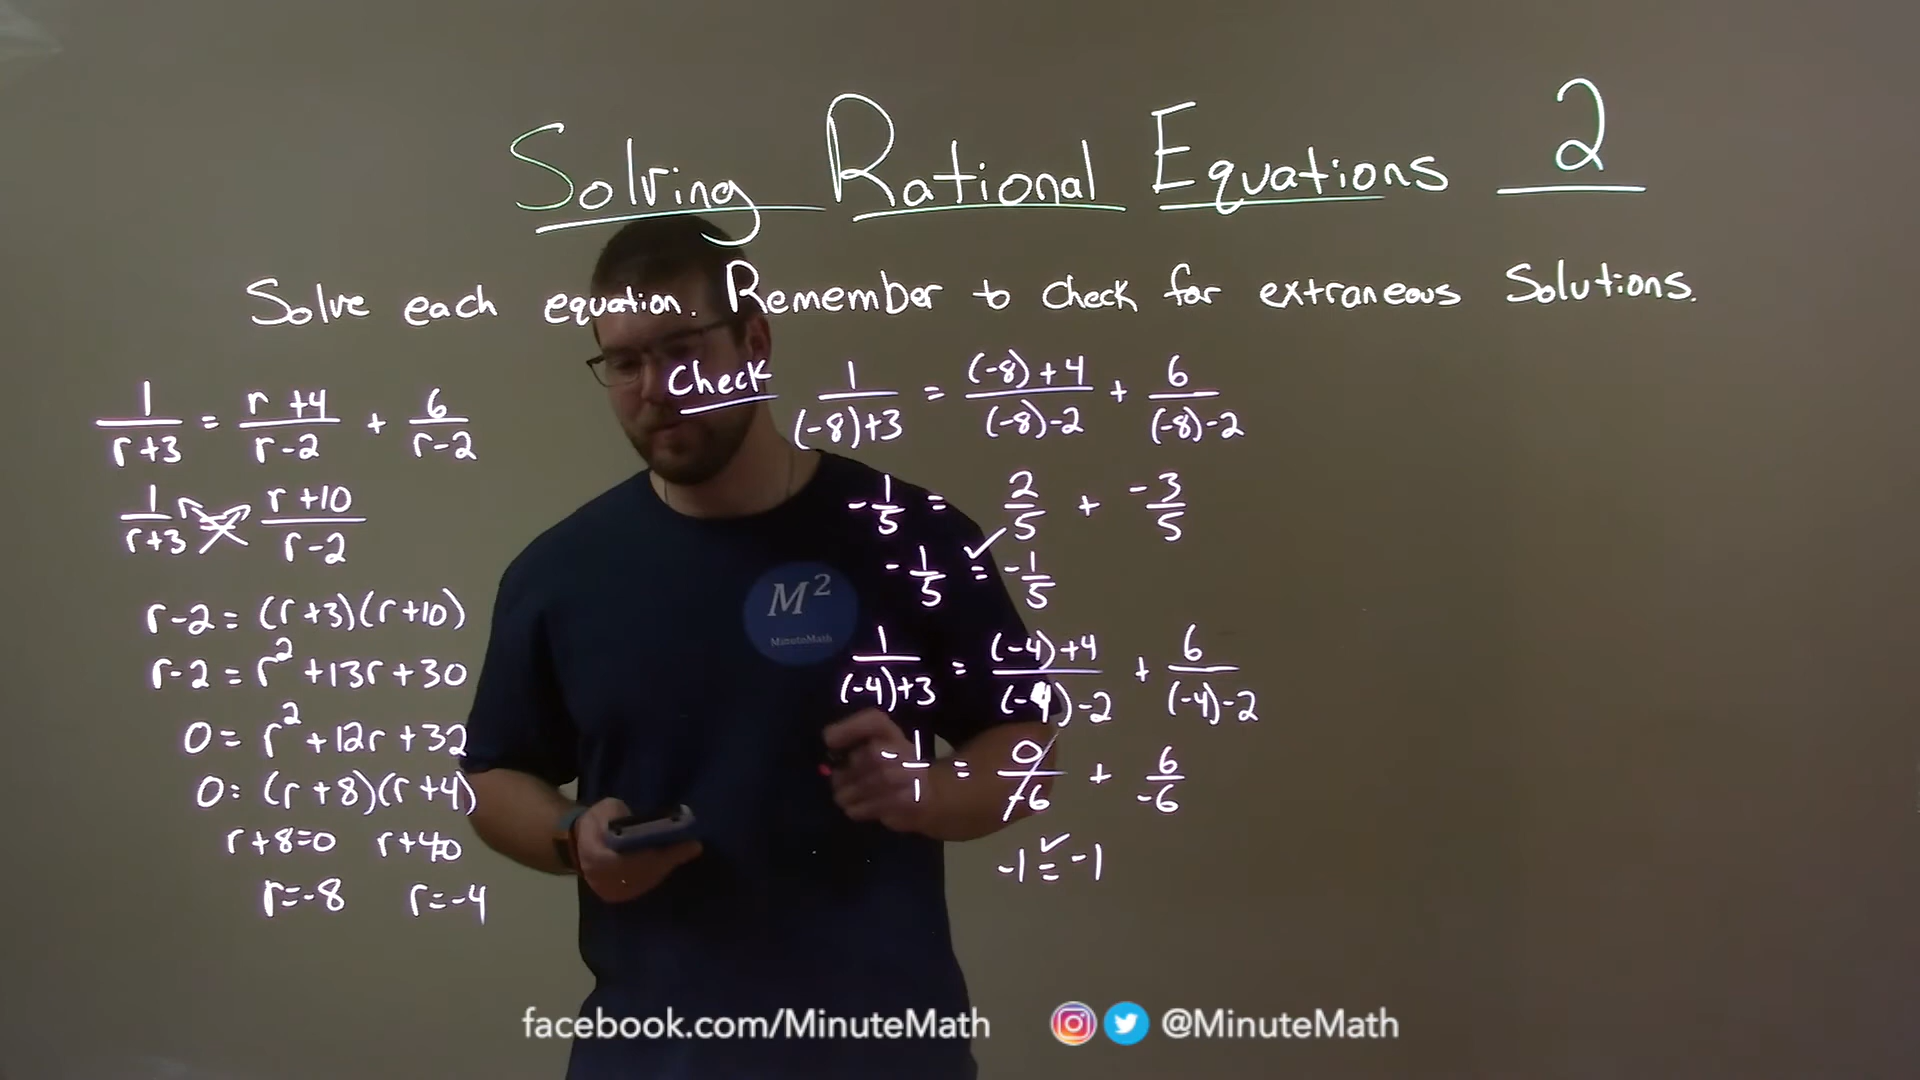 Solving Rational Equations 2
Solve each equation. Remember to check for extraneous solutions.
1/(r+3) = (r+4)/(r-2) + 6/(r-2)
1/(r+3) = (r+10)/(r-2)
r-2 = (r+3)(r+10)
r-2 = r²+13r+30
0 = r²+12r+32
0 = (r+8)(r+4)
r+8=0 r+4=0
r=-8 r=-4
Check 1/((-8)+3) = ((-8)+4)/((-8)-2) + 6/((-8)-2)
-1/5 = 2/5 + -3/5
-1/5 = -1/5 ✓
1/((-4)+3) = ((-4)+4)/((-4)-2) + 6/((-4)-2)
-1/1 = 0/-6 + 6/-6
-1 = -1 ✓
M²
MinuteMath
facebook.com/MinuteMath @MinuteMath